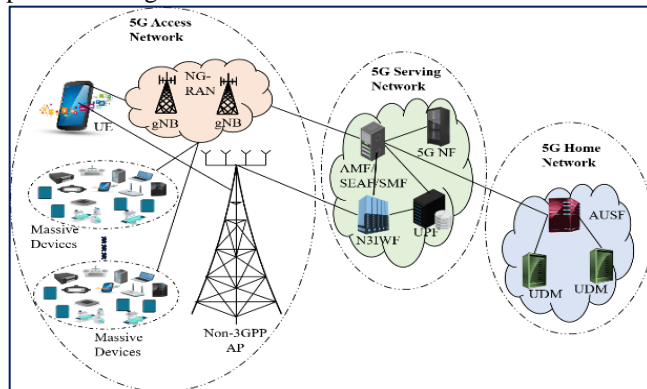 5G Access
Network
NG-
RAN
gNB
gNB
UE
Massive
Devices
Massive
Devices
Non-3GPP
AP
5G Serving
Network
5G NF
AMF/
SEAF/SMF
N3IWF
UPF
5G Home
Network
AUSF
UDM
UDM